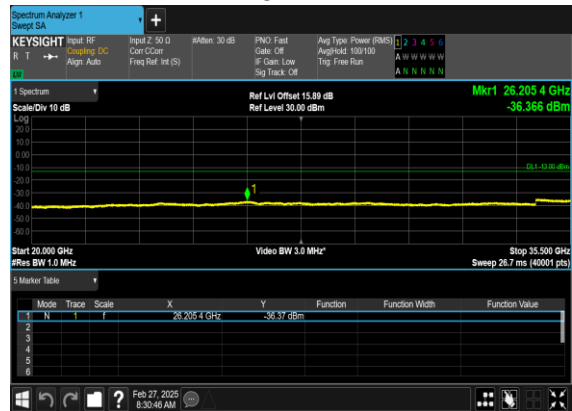 Spectrum Analyzer 1
Swept SA
+
KEYSIGHT Input: RF Input Z: 50 Ω #Atten: 30 dB PNO: Fast Avg Type: Power (RMS) 1 2 3 4 5 6
R T Coupling: DC Corr CCorr Gate: Off Avg|Hold: 100/100 A W W W W W
Align: Auto Freq Ref: Int (S) IF Gain: Low Trig: Free Run
Sig Track: Off A N N N N N
1 Spectrum Ref Lvl Offset 15.89 dB Mkr1 26.205 4 GHz
Scale/Div 10 dB Ref Level 30.00 dBm -36.366 dBm
Log
20.0
10.0
0.00
-10.0 DL1 -13.00 dBm
-20.0
-30.0 1
-40.0
-50.0
-60.0
Start 20.000 GHz Video BW 3.0 MHz* Stop 35.500 GHz
#Res BW 1.0 MHz Sweep 26.7 ms (40001 pts)
5 Marker Table
Mode Trace Scale X Y Function Function Width Function Value
1 N 1 f 26.205 4 GHz -36.37 dBm
2
3
4
5
6
? Feb 27, 2025
8:30:46 AM